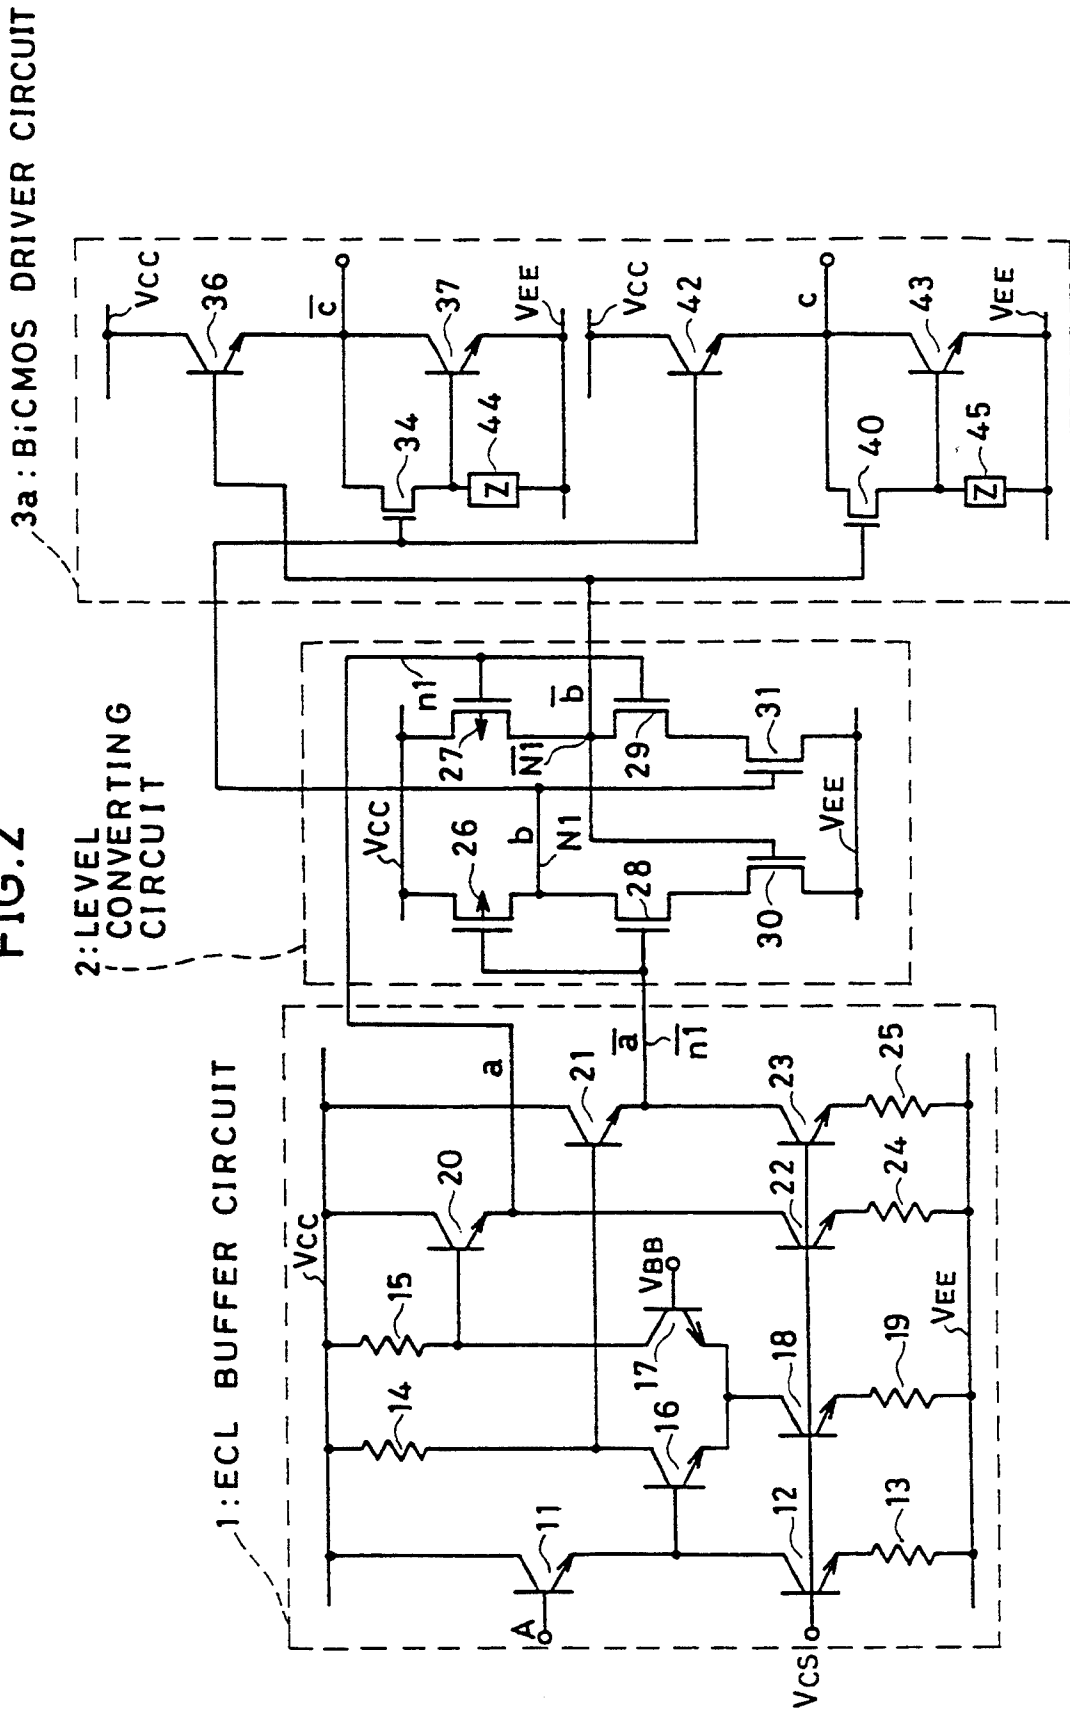 FIG.2
1:ECL BUFFER CIRCUIT
2:LEVEL
CONVERTING
CIRCUIT
3a:BiCMOS DRIVER CIRCUIT
A
VCS
VCC
VEE
VBB
11
12
13
14
15
16
17
18
19
20
21
22
23
24
25
a
a̅
n̅1̅
n1
VCC
26
27
28
29
30
31
b
N1
b̅
N̅1̅
VEE
VCC
36
c̅
37
34
44
Z
VEE
VCC
42
c
43
40
45
Z
VEE